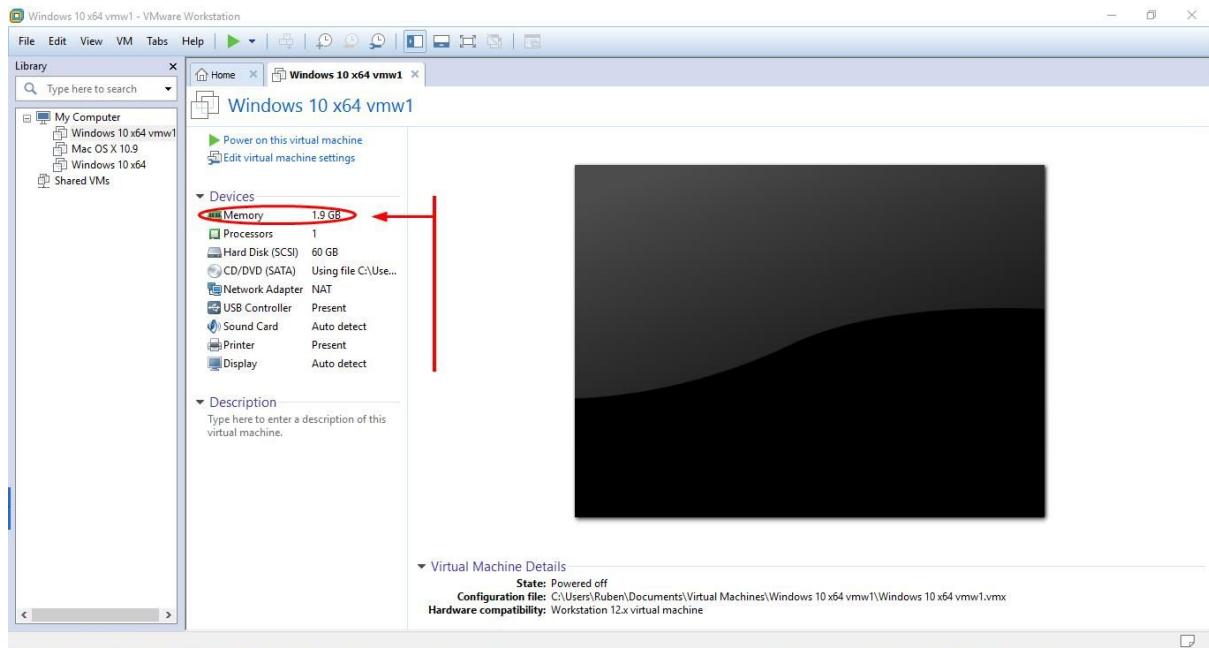 Windows 10 x64 vmw1 - VMware Workstation
File Edit View VM Tabs Help
Library
Type here to search
My Computer
Windows 10 x64 vmw1
Mac OS X 10.9
Windows 10 x64
Shared VMs
Home
Windows 10 x64 vmw1
Windows 10 x64 vmw1
Power on this virtual machine
Edit virtual machine settings
Devices
Memory 1.9 GB
Processors 1
Hard Disk (SCSI) 60 GB
CD/DVD (SATA) Using file C:\Use...
Network Adapter NAT
USB Controller Present
Sound Card Auto detect
Printer Present
Display Auto detect
Description
Type here to enter a description of this
virtual machine.
Virtual Machine Details
State: Powered off
Configuration file: C:\Users\Ruben\Documents\Virtual Machines\Windows 10 x64 vmw1\Windows 10 x64 vmw1.vmx
Hardware compatibility: Workstation 12.x virtual machine